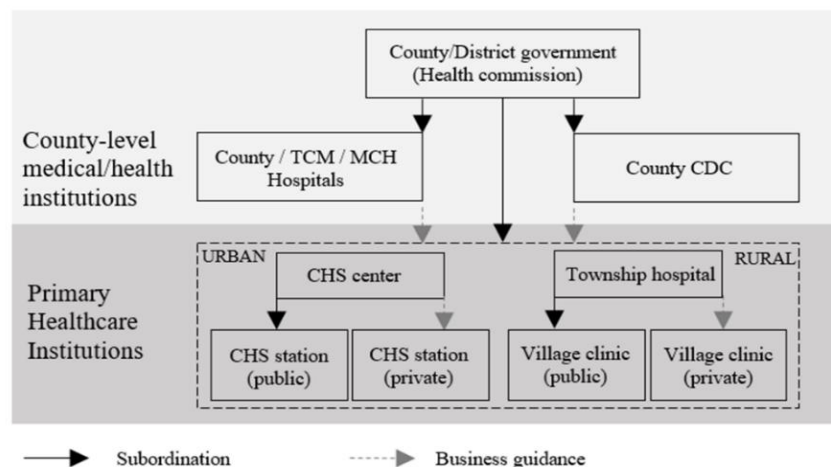 County/District government
(Health commission)
County-level
medical/health
institutions
County / TCM / MCH
Hospitals
County CDC
URBAN
RURAL
CHS center
Township hospital
Primary
Healthcare
Institutions
CHS station
(public)
CHS station
(private)
Village clinic
(public)
Village clinic
(private)
Subordination
Business guidance